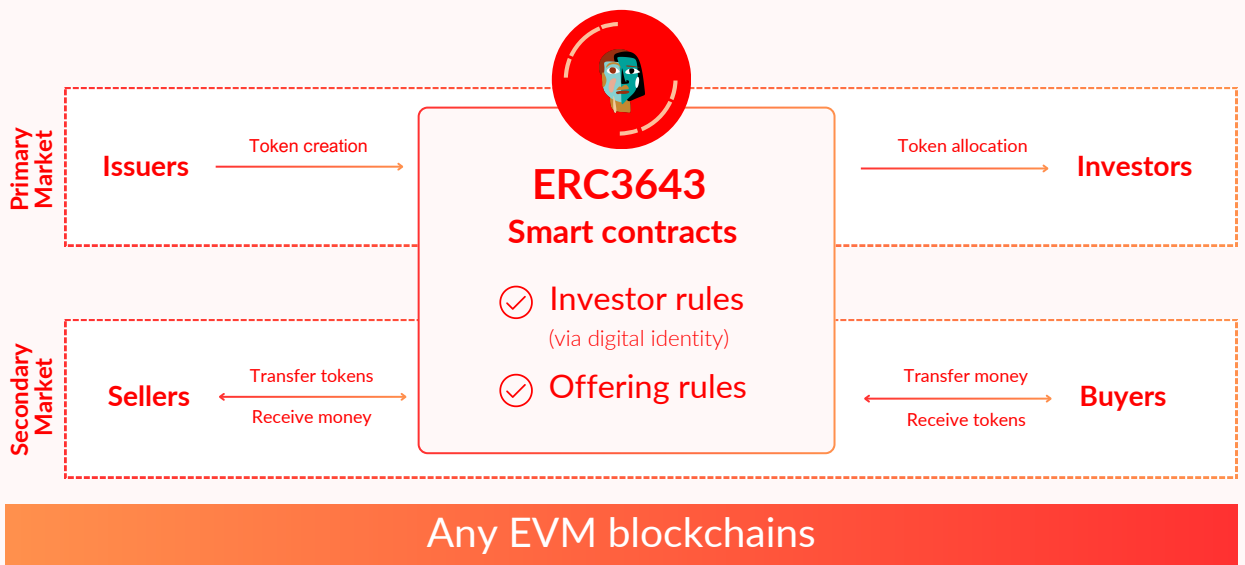 Primary
Market
Issuers
Token creation
ERC3643
Smart contracts
Investor rules
(via digital identity)
Offering rules
Token allocation
Investors
Secondary
Market
Sellers
Transfer tokens
Receive money
Transfer money
Receive tokens
Buyers
Any EVM blockchains